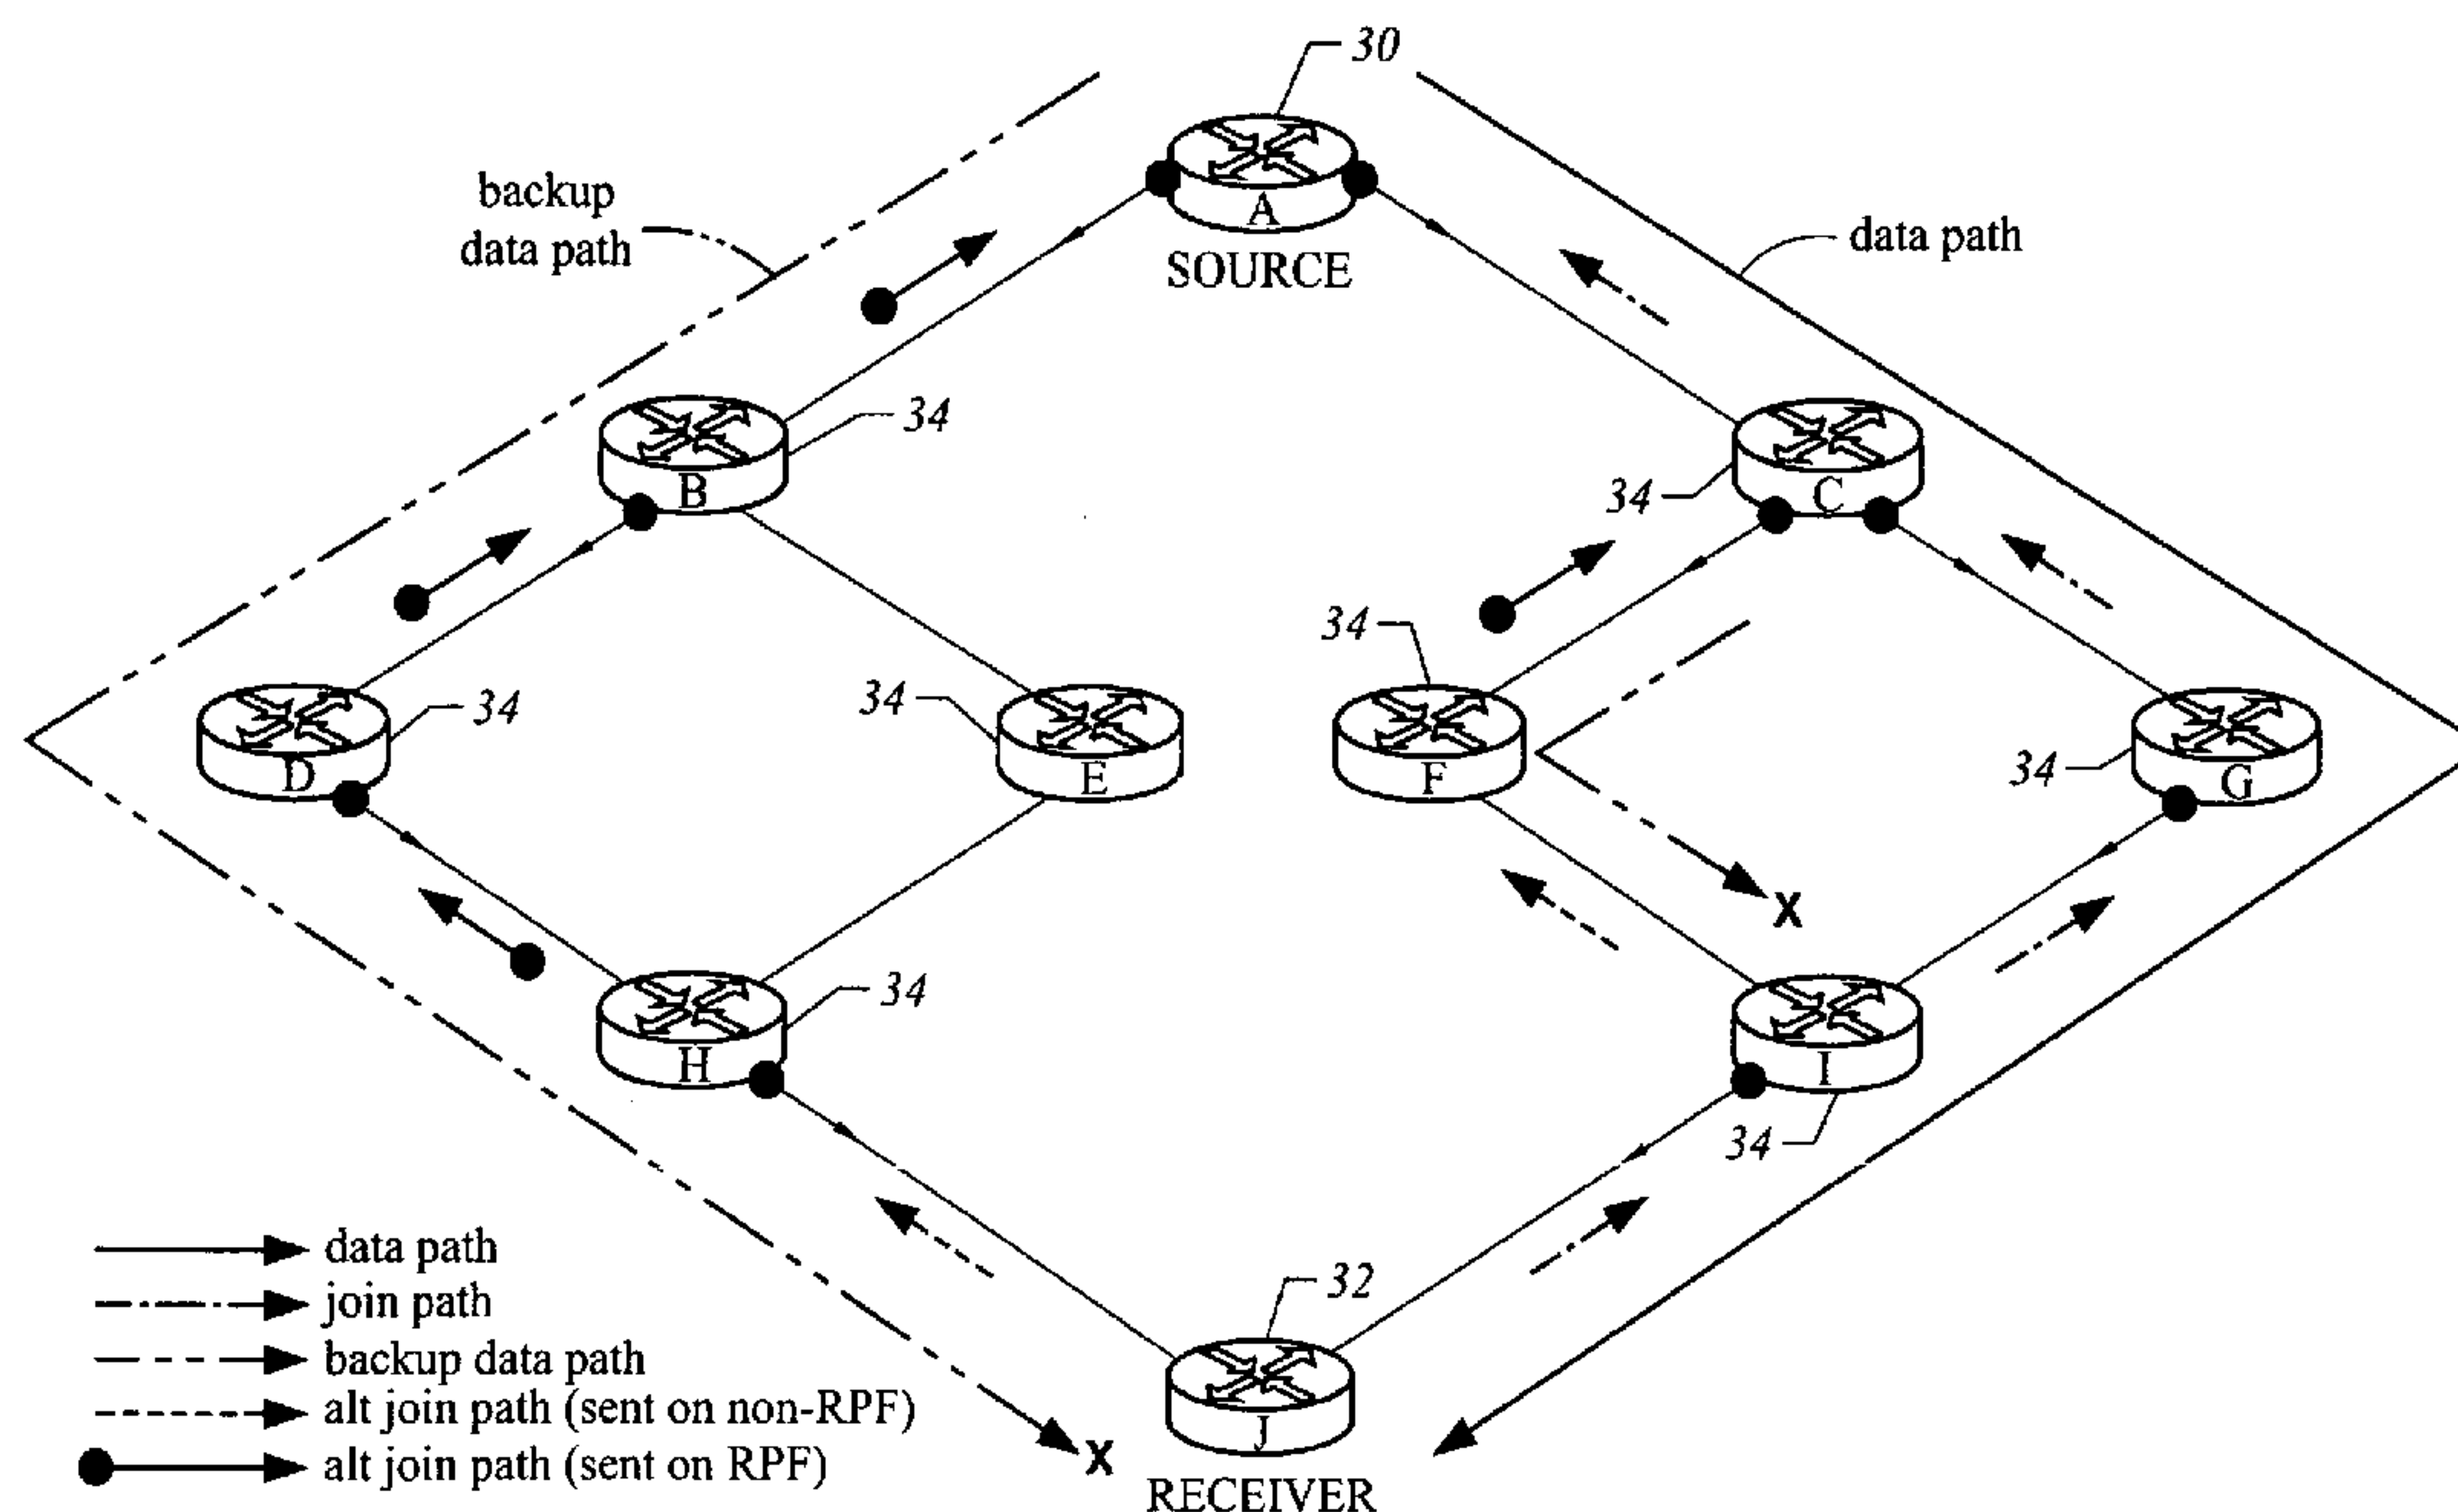 30
A
SOURCE
backup
data path
data path
34
B
34
C
34
34
34
D
E
F
34
G
34
H
I
34
32
J
RECEIVER
X
X
data path
join path
backup data path
alt join path (sent on non-RPF)
alt join path (sent on RPF)